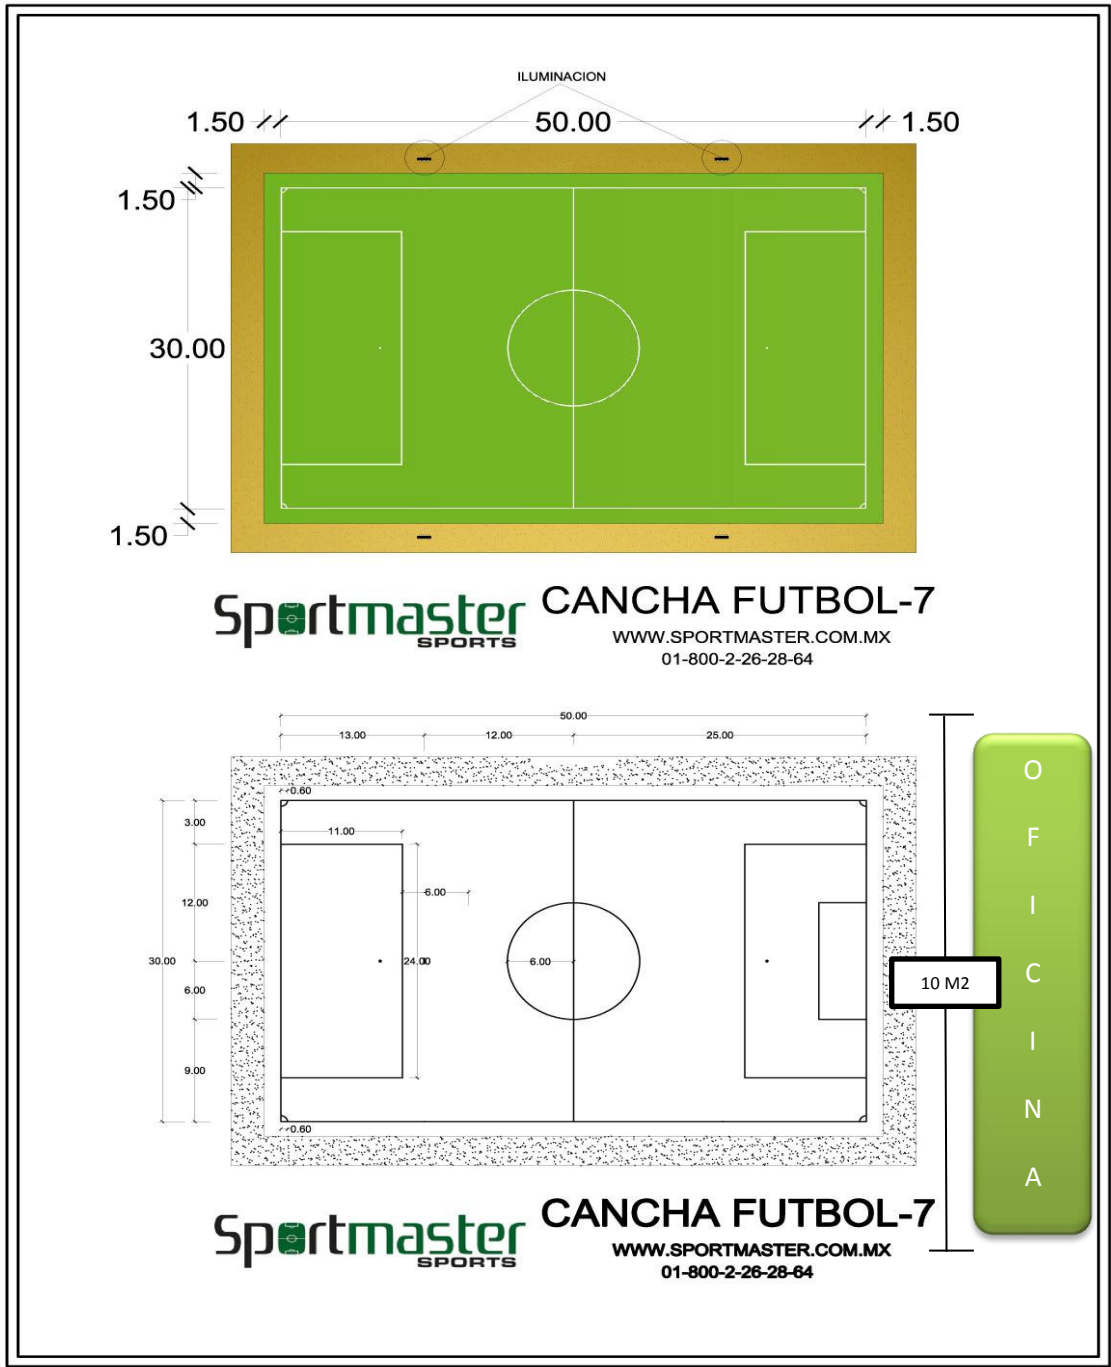 ILUMINACION
1.50 50.00 1.50
1.50
30.00
1.50
Sportmaster
SPORTS
CANCHA FUTBOL-7
WWW.SPORTMASTER.COM.MX
01-800-2-26-28-64
50.00
13.00 12.00 25.00
0.60
3.00
11.00
6.00
12.00
30.00
24.00
6.00
6.00
9.00
0.60
10 M2
O
F
I
C
I
N
A
Sportmaster
SPORTS
CANCHA FUTBOL-7
WWW.SPORTMASTER.COM.MX
01-800-2-26-28-64